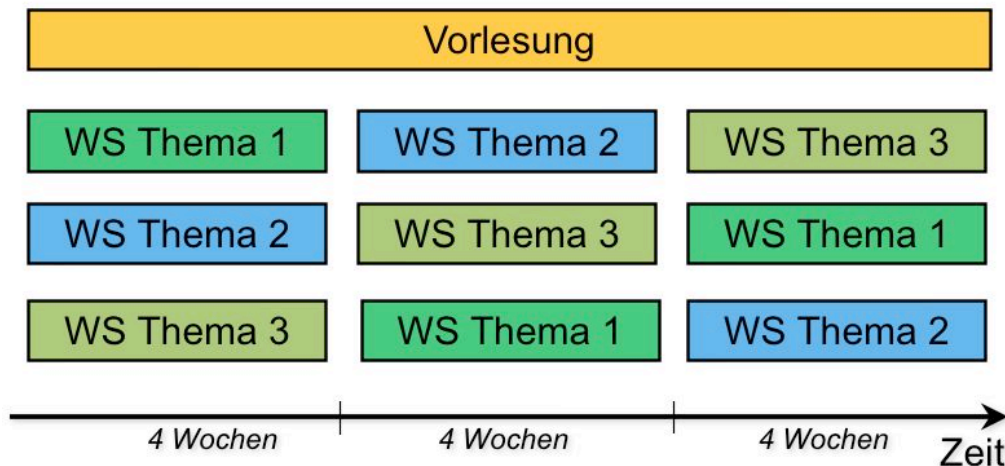 Vorlesung
WS Thema 1 WS Thema 2 WS Thema 3
WS Thema 2 WS Thema 3 WS Thema 1
WS Thema 3 WS Thema 1 WS Thema 2
4 Wochen 4 Wochen 4 Wochen Zeit